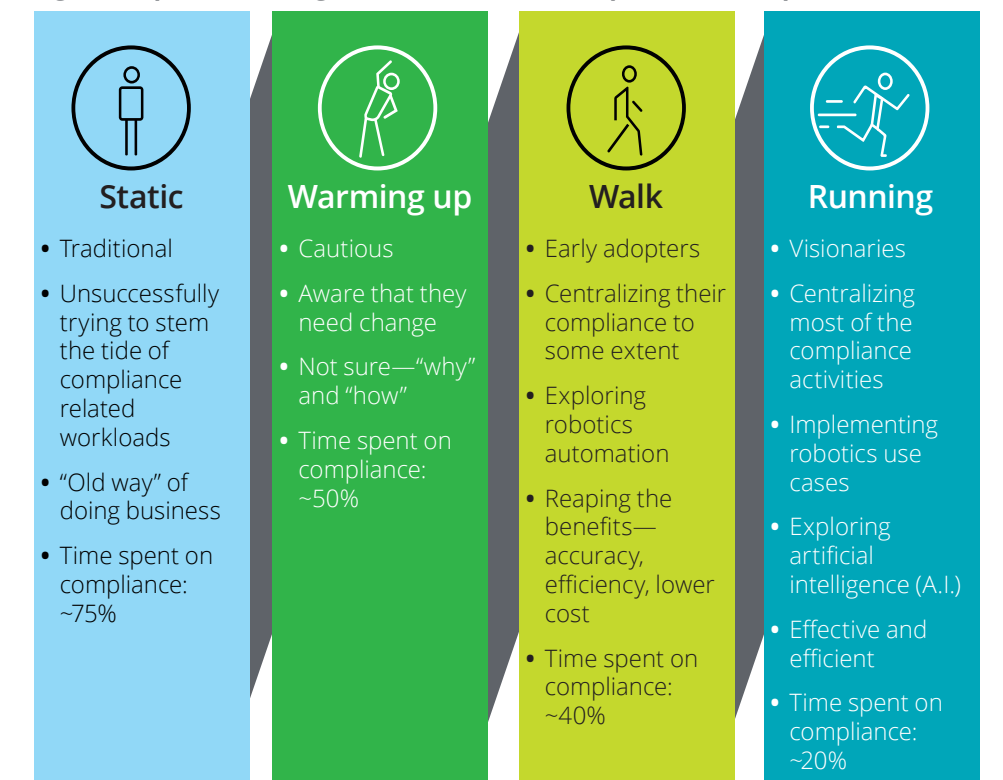 Static
• Traditional
• Unsuccessfully
trying to stem
the tide of
compliance
related
workloads
• “Old way” of
doing business
• Time spent on
compliance:
~75%
Warming up
• Cautious
• Aware that they
need change
• Not sure—“why”
and “how”
• Time spent on
compliance:
~50%
Walk
• Early adopters
• Centralizing their
compliance to
some extent
• Exploring
robotics
automation
• Reaping the
benefits—
accuracy,
efficiency, lower
cost
• Time spent on
compliance:
~40%
Running
• Visionaries
• Centralizing
most of the
compliance
activities
• Implementing
robotics use
cases
• Exploring
artificial
intelligence (A.I.)
• Effective and
efficient
• Time spent on
compliance:
~20%